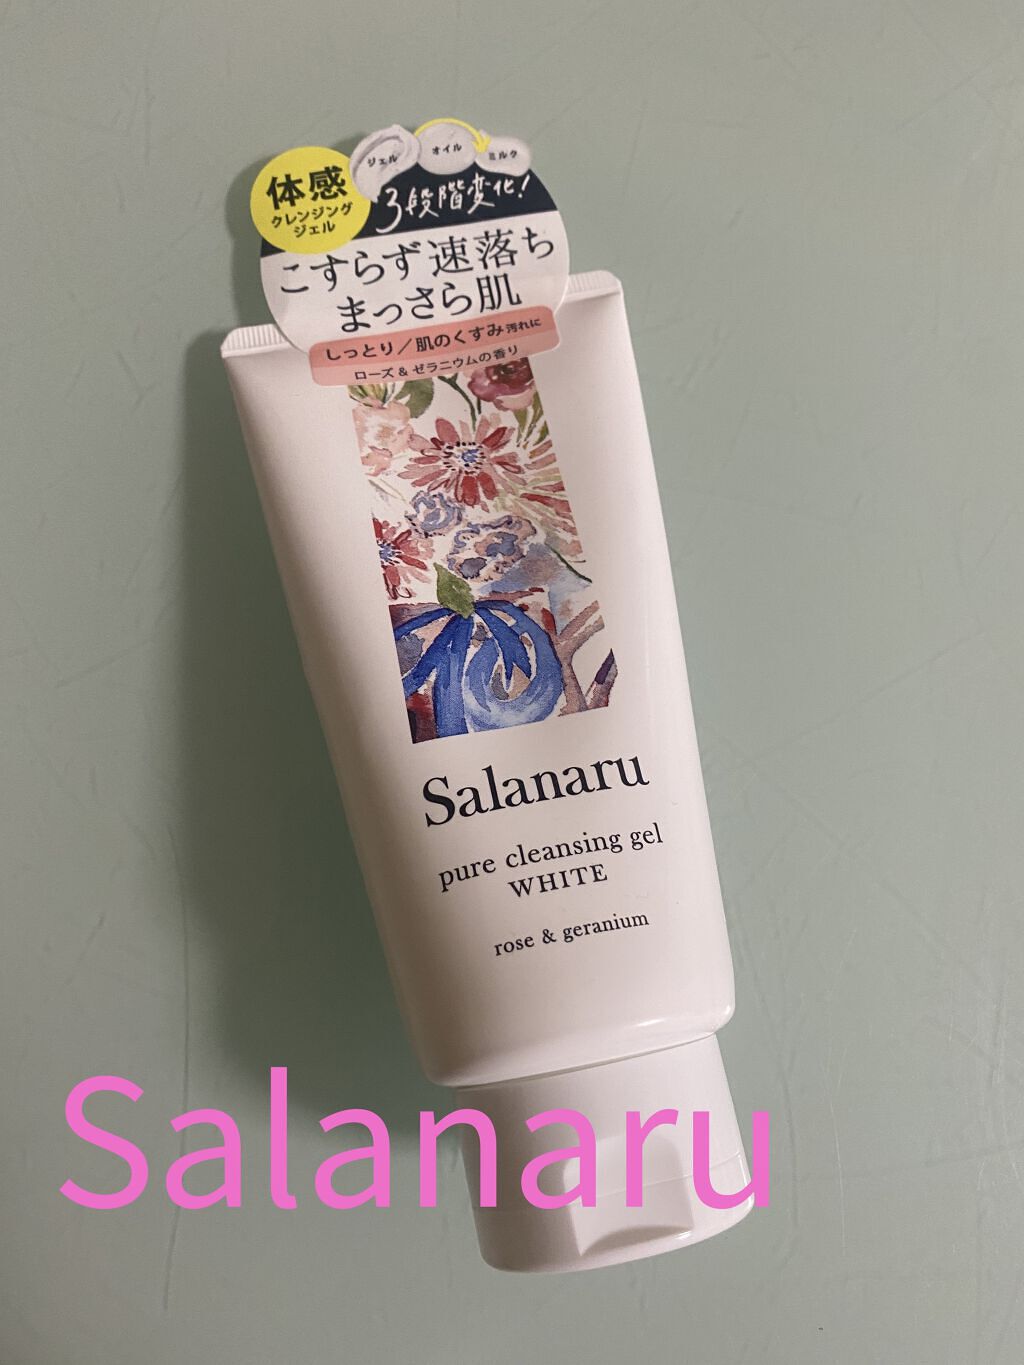 体感
クレンジング
ジェル
ジェル
オイル
ミルク
3段階変化!
こすらず速落ち
まっさら肌
しっとり/肌のくすみ汚れに
ローズ&ゼラニウムの香り
Salanaru
pure cleansing gel
WHITE
rose & geranium
Salanaru